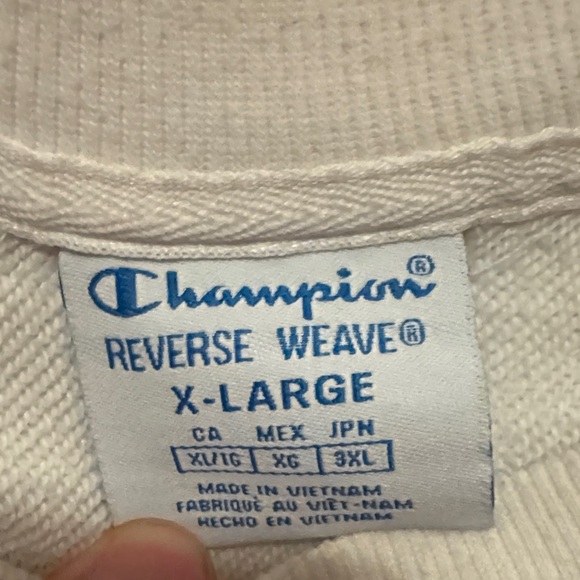 Champion®
REVERSE WEAVE®
X-LARGE
CA MEX JPN
XL/TG XG 3XL
MADE IN VIETNAM
FABRIQUÉ AU VIÊT-NAM
HECHO EN VIETNAM